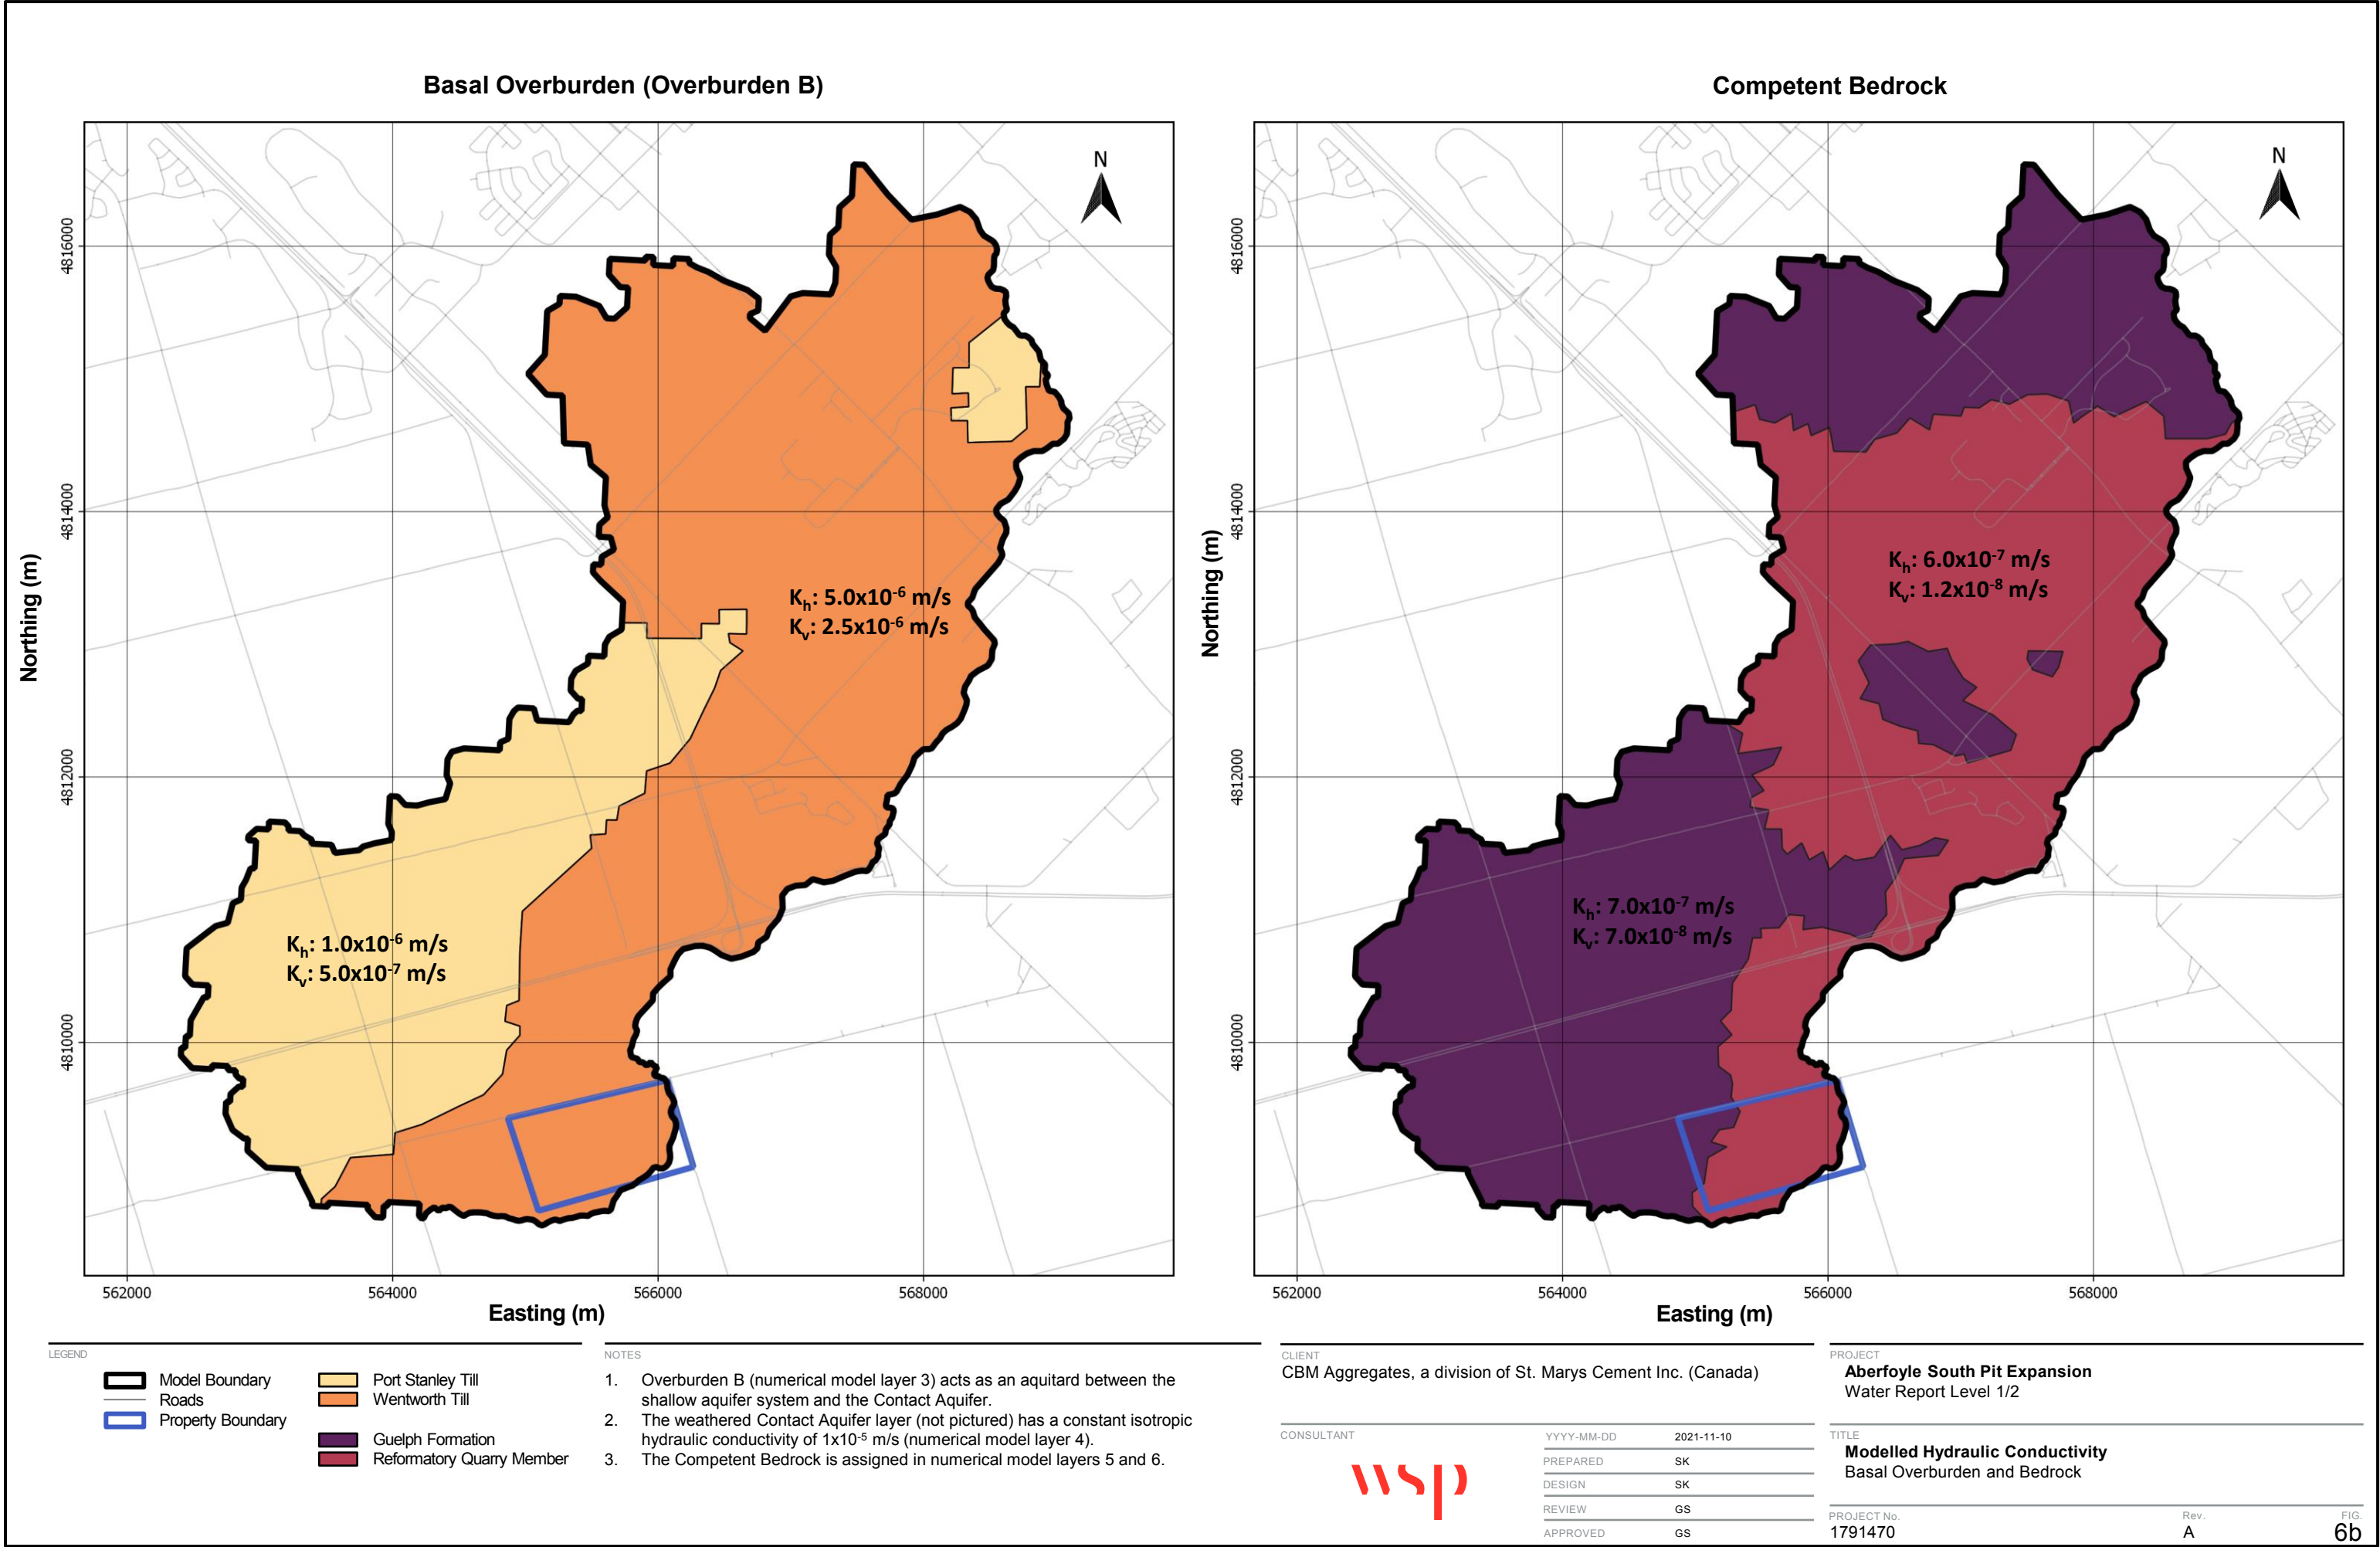 Basal Overburden (Overburden B)
N
4816000
4814000
4812000
4810000
Northing (m)
Kh: 5.0x10-6 m/s
Kv: 2.5x10-6 m/s
Kh: 1.0x10-6 m/s
Kv: 5.0x10-7 m/s
562000
564000
566000
568000
Easting (m)
Competent Bedrock
N
4816000
4814000
4812000
4810000
Northing (m)
Kh: 6.0x10-7 m/s
Kv: 1.2x10-8 m/s
Kh: 7.0x10-7 m/s
Kv: 7.0x10-8 m/s
562000
564000
566000
568000
Easting (m)
LEGEND
Model Boundary
Roads
Property Boundary
Port Stanley Till
Wentworth Till
Guelph Formation
Reformatory Quarry Member
NOTES
1. Overburden B (numerical model layer 3) acts as an aquitard between the
shallow aquifer system and the Contact Aquifer.
2. The weathered Contact Aquifer layer (not pictured) has a constant isotropic
hydraulic conductivity of 1x10-5 m/s (numerical model layer 4).
3. The Competent Bedrock is assigned in numerical model layers 5 and 6.
CLIENT
CBM Aggregates, a division of St. Marys Cement Inc. (Canada)
CONSULTANT
wsp
YYYY-MM-DD 2021-11-10
PREPARED SK
DESIGN SK
REVIEW GS
APPROVED GS
PROJECT
Aberfoyle South Pit Expansion
Water Report Level 1/2
TITLE
Modelled Hydraulic Conductivity
Basal Overburden and Bedrock
PROJECT No. Rev. FIG.
1791470 A 6b